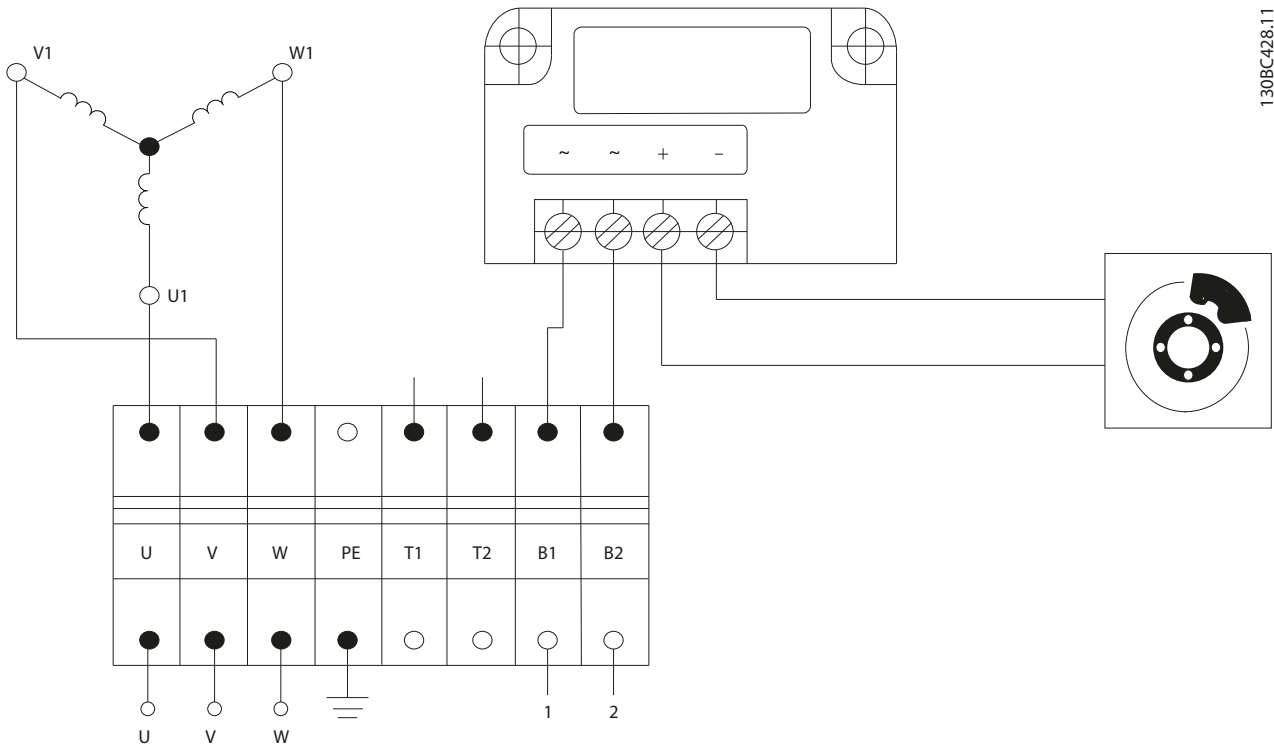 130BC428.11
V1
W1
~ ~ + −
U1
U V W PE T1 T2 B1 B2
1 2
U V W